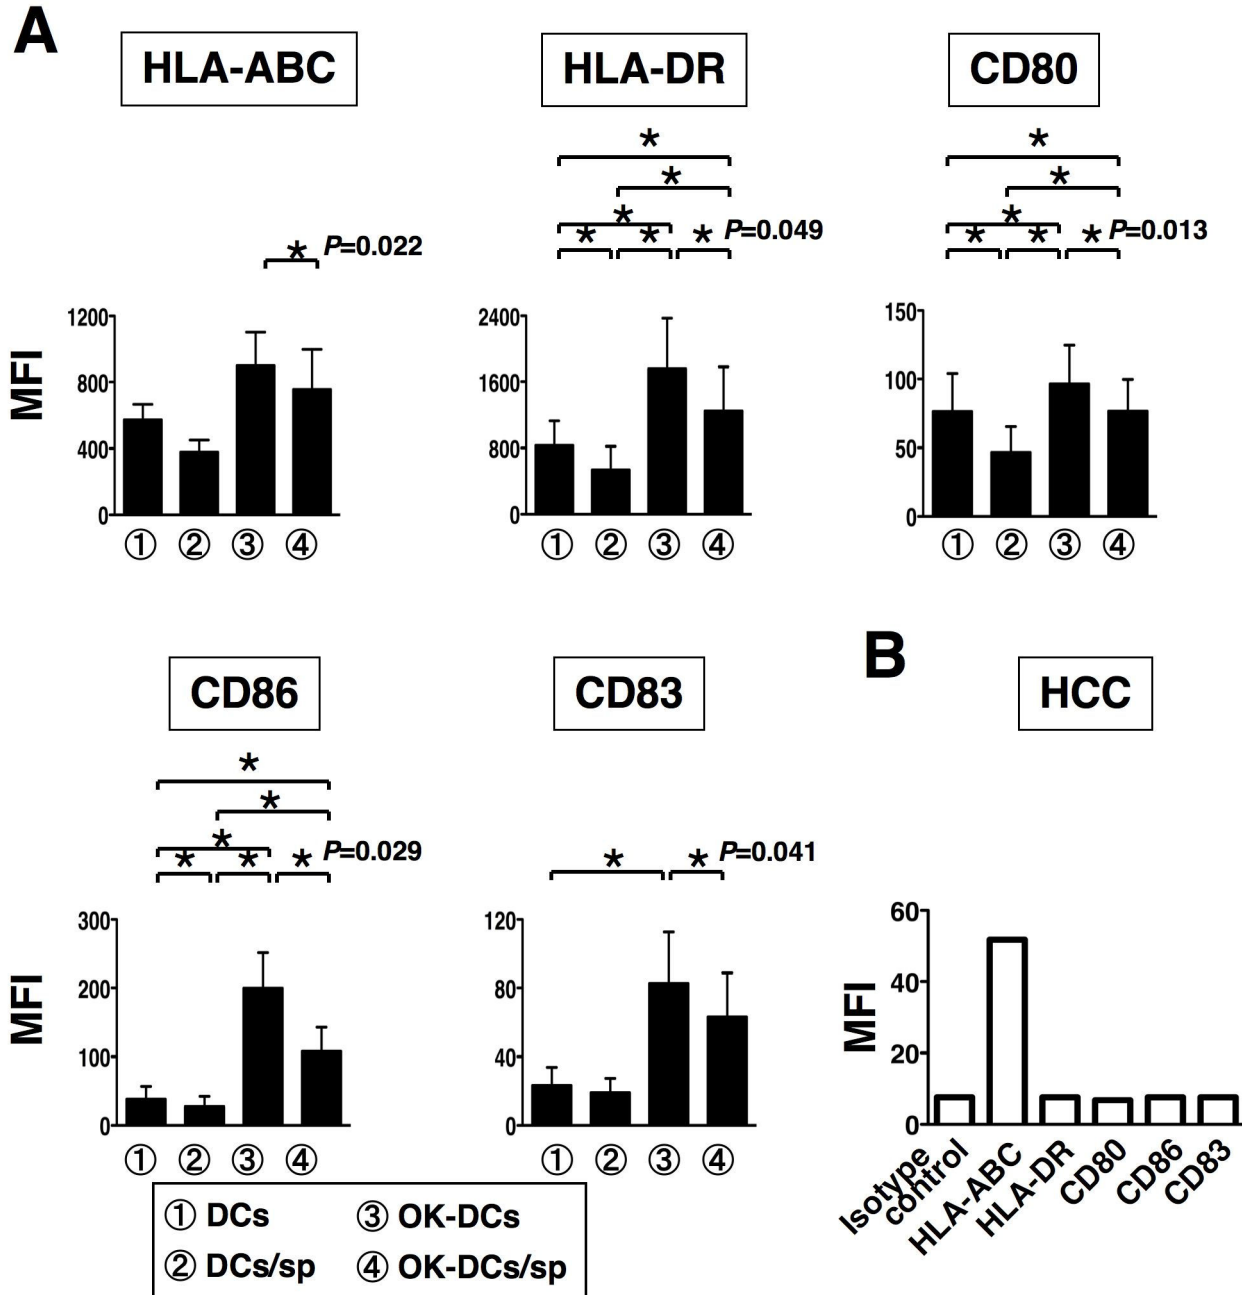 A
HLA-ABC
HLA-DR
CD80
* P=0.022
*
*
*
* * * P=0.049
*
*
*
* * * P=0.013
MFI
1200
800
400
0
① ② ③ ④
2400
1600
800
0
① ② ③ ④
150
100
50
0
① ② ③ ④
CD86
CD83
B
HCC
*
*
*
* * * P=0.029
* * P=0.041
MFI
300
200
100
0
① ② ③ ④
120
80
40
0
① ② ③ ④
MFI
60
40
20
0
Isotype
control
HLA-ABC
HLA-DR
CD80
CD86
CD83
① DCs ③ OK-DCs
② DCs/sp ④ OK-DCs/sp